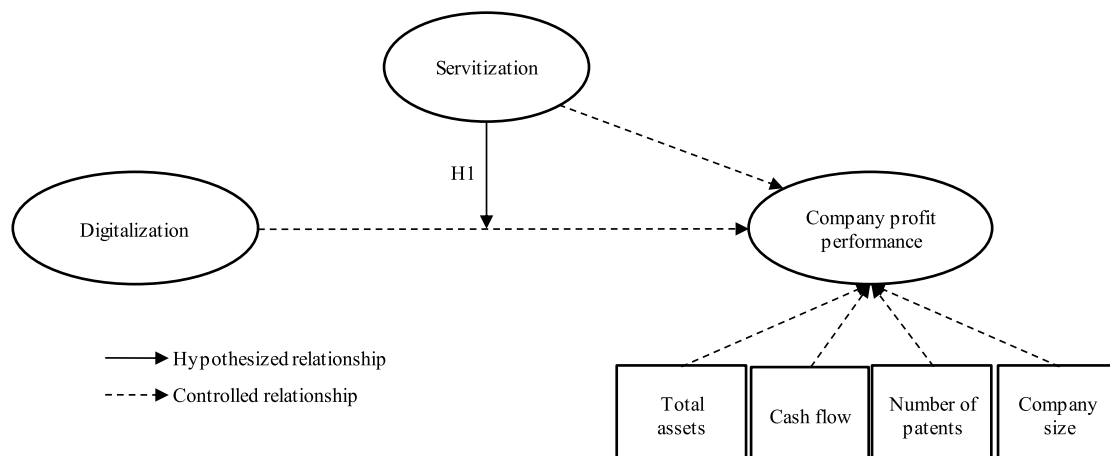 Servitization
H1
Digitalization
Company profit
performance
Hypothesized relationship
Controlled relationship
Total
assets
Cash flow
Number of
patents
Company
size